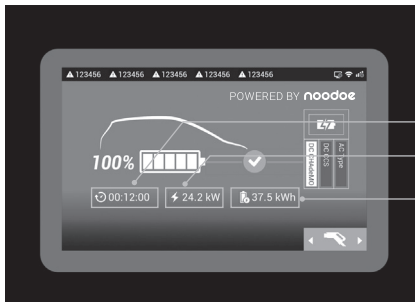 123456 123456 123456 123456 123456
POWERED BY noodoe
100%
DC CHAdeMO
DC CCS
AC Type
00:12:00 24.2 kW 37.5 kWh